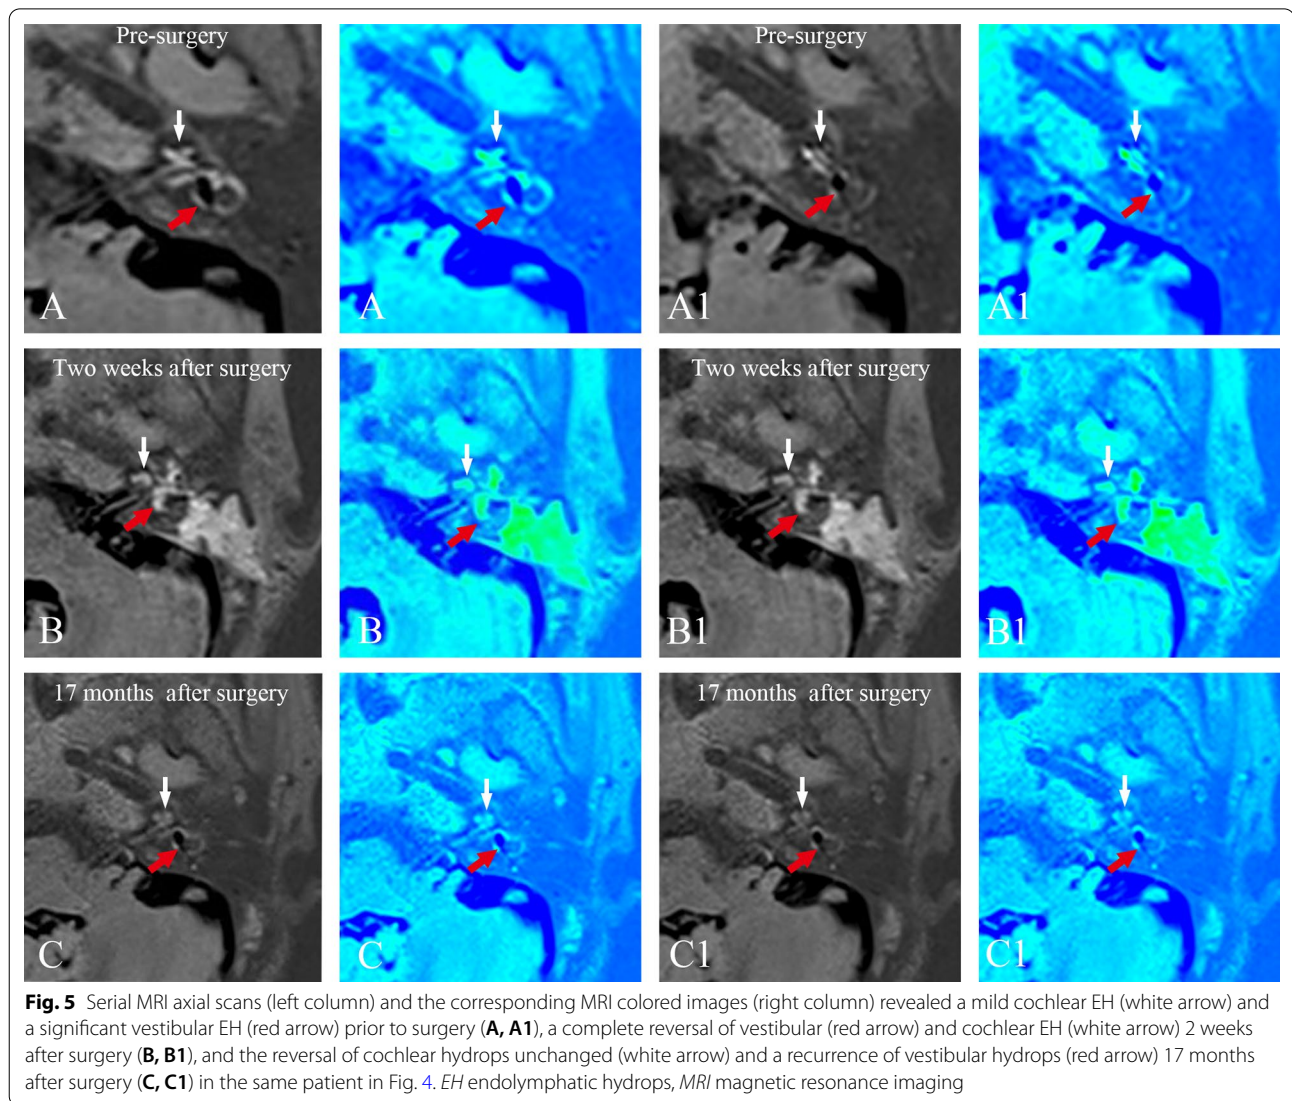 Pre-surgery
Pre-surgery
A
A
A1
A1
Two weeks after surgery
Two weeks after surgery
B
B
B1
B1
17 months after surgery
17 months after surgery
C
C
C1
C1
Fig. 5 Serial MRI axial scans (left column) and the corresponding MRI colored images (right column) revealed a mild cochlear EH (white arrow) and
a significant vestibular EH (red arrow) prior to surgery (A, A1), a complete reversal of vestibular (red arrow) and cochlear EH (white arrow) 2 weeks
after surgery (B, B1), and the reversal of cochlear hydrops unchanged (white arrow) and a recurrence of vestibular hydrops (red arrow) 17 months
after surgery (C, C1) in the same patient in Fig. 4. EH endolymphatic hydrops, MRI magnetic resonance imaging